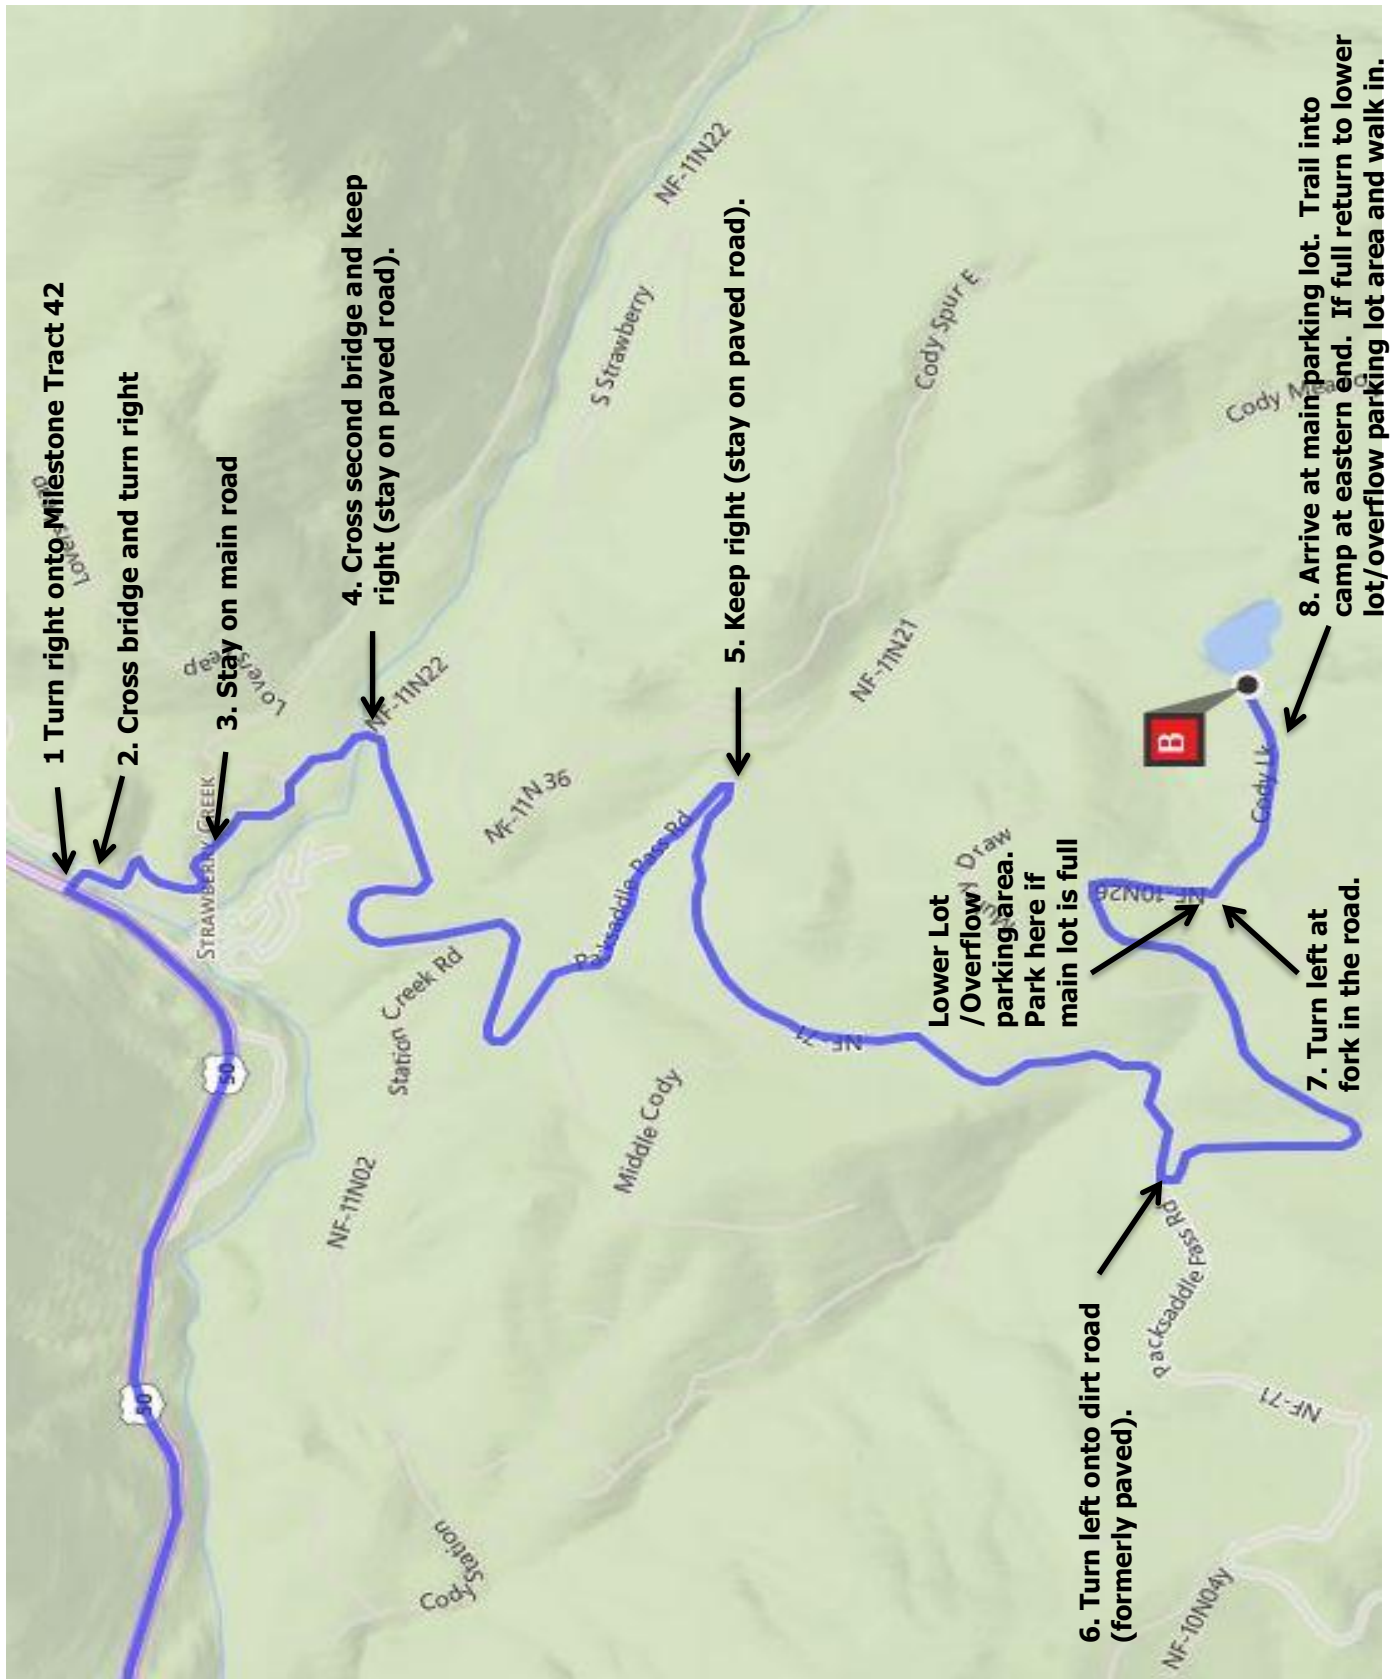 1 Turn right onto Milestone Tract 42
2. Cross bridge and turn right
3. Stay on main road
4. Cross second bridge and keep
right (stay on paved road).
5. Keep right (stay on paved road).
Lower Lot
/Overflow
parking area.
Park here if
main lot is full
6. Turn left onto dirt road
(formerly paved).
7. Turn left at
fork in the road.
8. Arrive at main parking lot. Trail into
camp at eastern end. If full return to lower
lot/overflow parking lot area and walk in.
50
50
STRAWBERRY CREEK
Lovers Leap
NF-11N22
NF-11N22
S Strawberry
Cody Spur E
NF-11N21
NF-11N36
Packsaddle Pass Rd
Station Creek Rd
NF-11N02
Middle Cody
Cody Station
NF-71
Draw
NF-10N26
Cody Lk
B
Cody
Packsaddle Pass Rd
NF-71
NF-10N04y